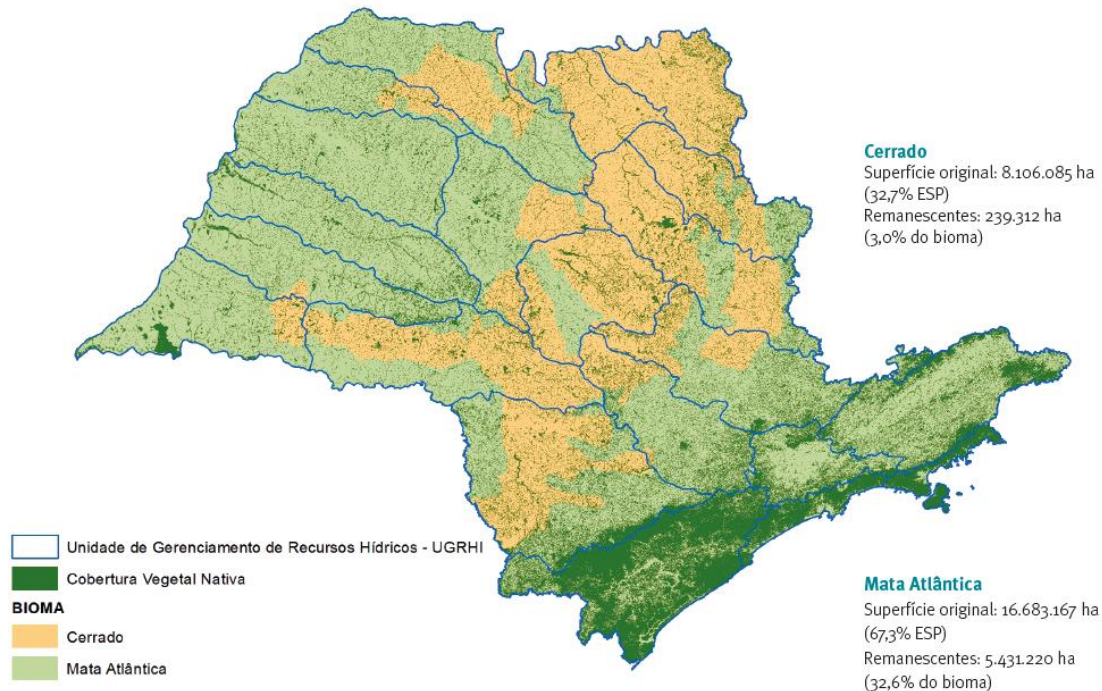 Cerrado
Superfície original: 8.106.085 ha
(32,7% ESP)
Remanescentes: 239.312 ha
(3,0% do bioma)
Unidade de Gerenciamento de Recursos Hídricos - UGRHI
Cobertura Vegetal Nativa
BIOMA
Cerrado
Mata Atlântica
Mata Atlântica
Superfície original: 16.683.167 ha
(67,3% ESP)
Remanescentes: 5.431.220 ha
(32,6% do bioma)